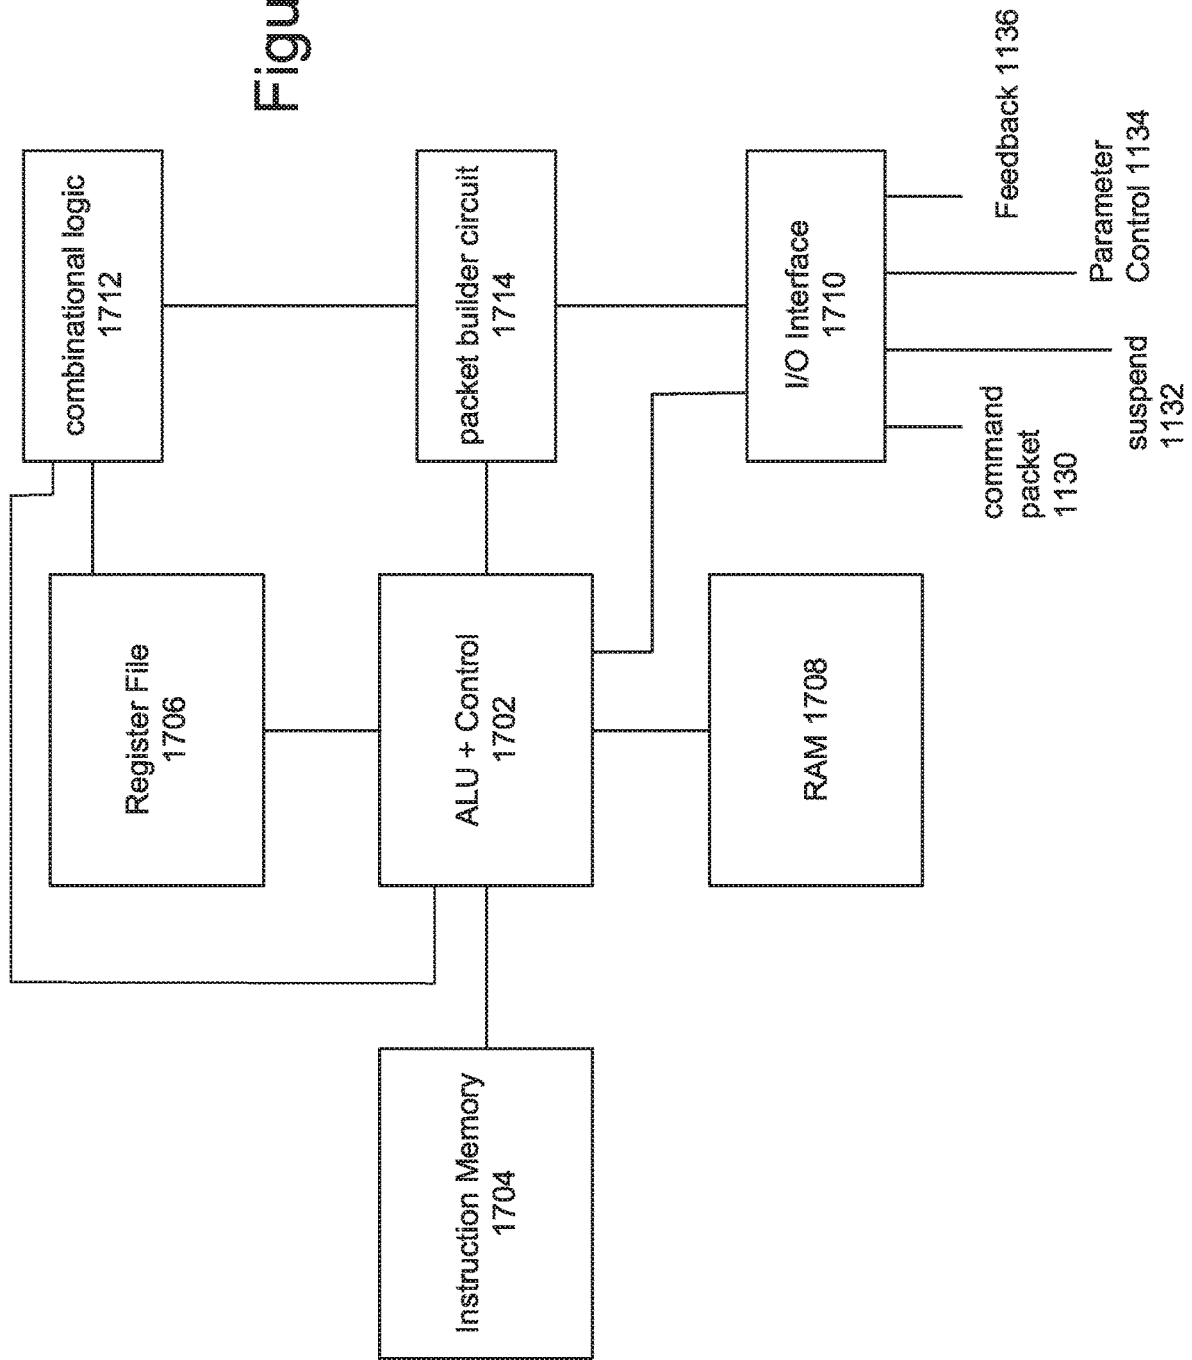 combinational logic
1712
Register File
1706
Figu
Instruction Memory
1704
ALU + Control
1702
packet builder circuit
1714
RAM 1708
I/O Interface
1710
command
packet
1130
suspend
1132
Parameter
Control 1134
Feedback 1136